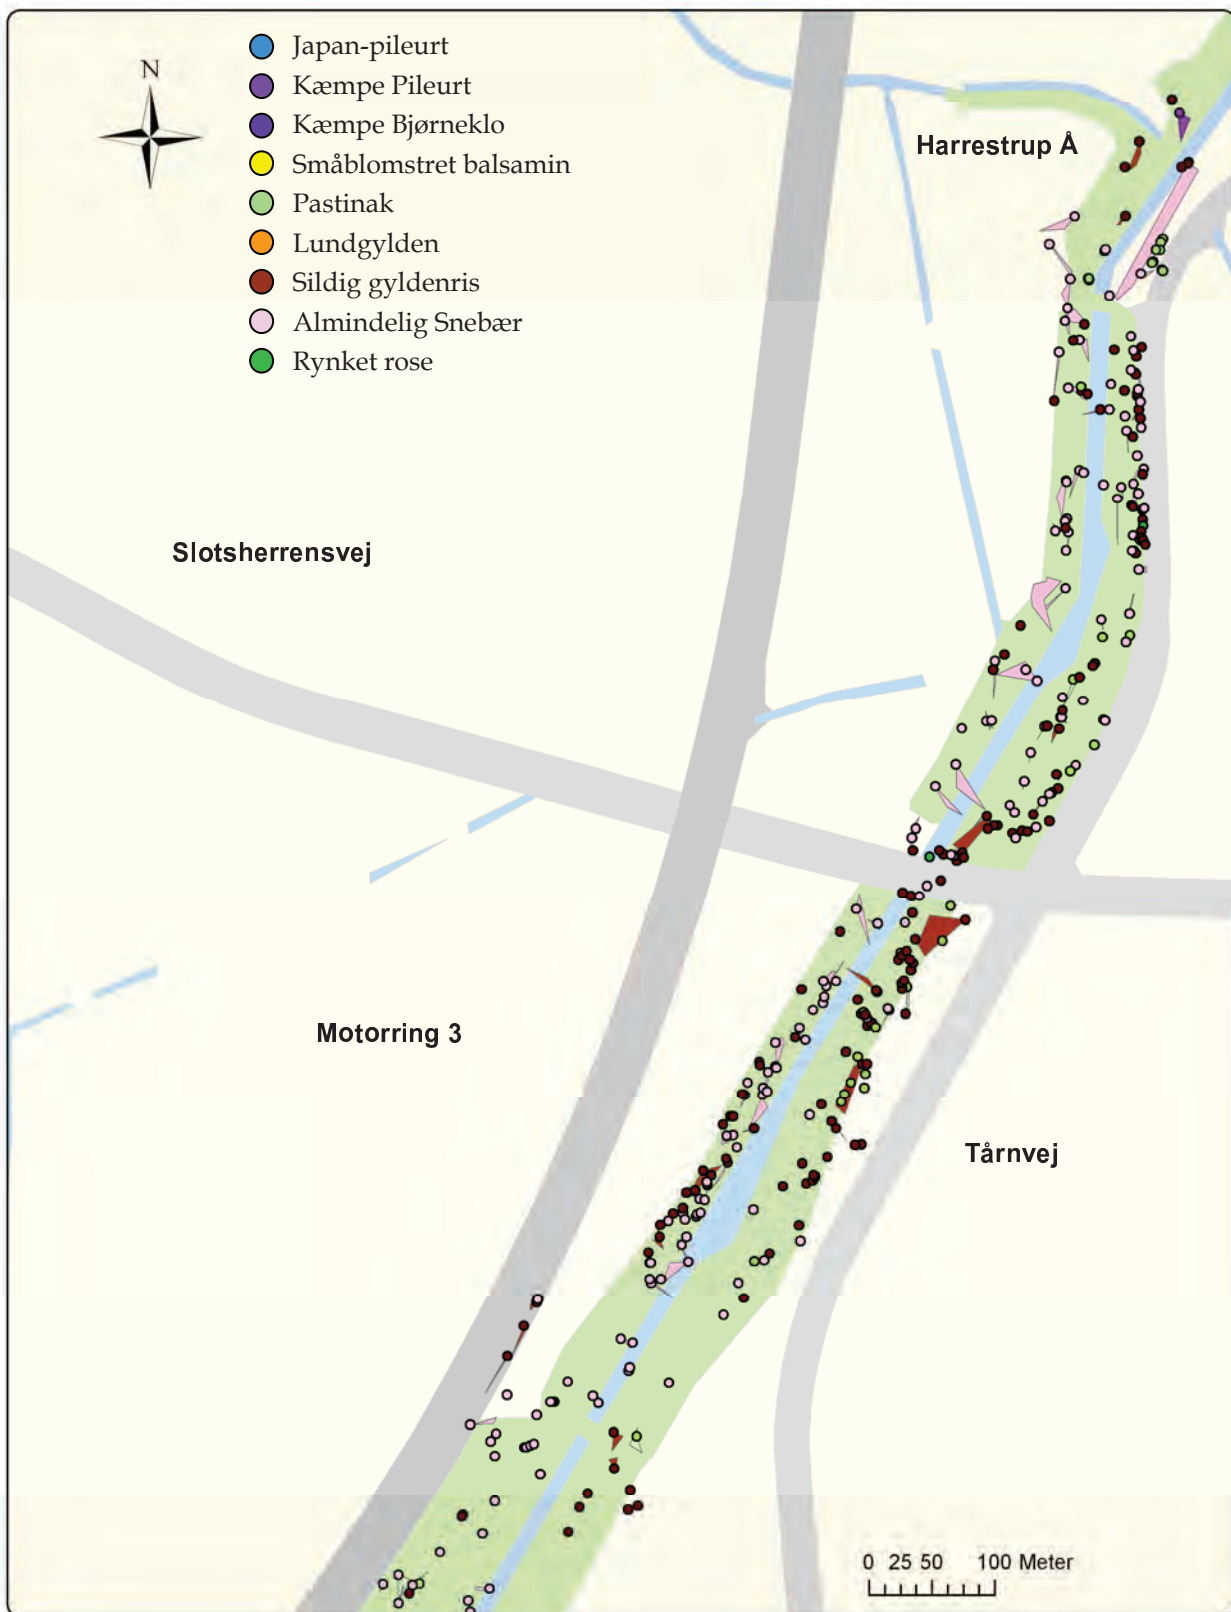 N
Japan-pileurt
Kæmpe Pileurt
Kæmpe Bjørneklo
Småblomstret balsamin
Pastinak
Lundgylden
Sildig gyldenris
Almindelig Snebær
Rynket rose
Harrestrup Å
Slotsherrensvej
Motorring 3
Tårnvej
0 25 50 100 Meter